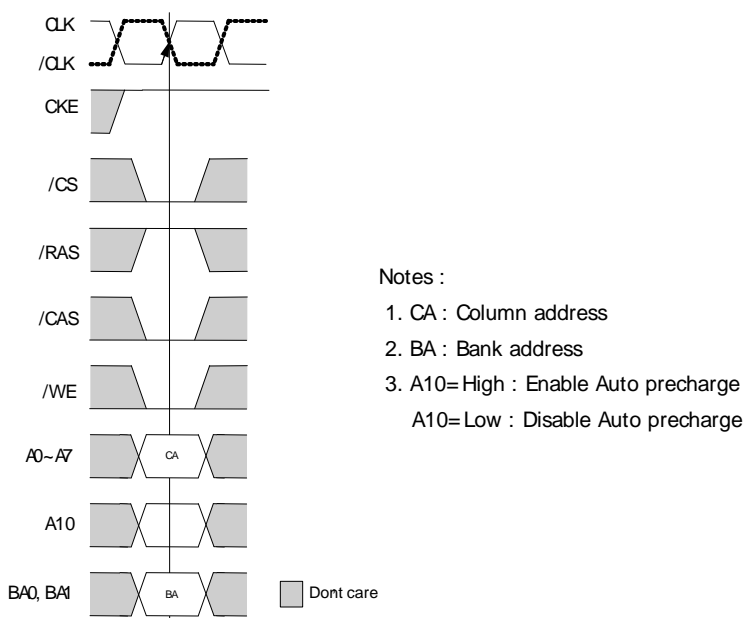 CLK
/CLK
CKE
/CS
/RAS
/CAS
/WE
A0~A7
CA
A10
BA0, BA1
BA
Dont care
Notes :
1. CA : Column address
2. BA : Bank address
3. A10=High : Enable Auto precharge
A10=Low : Disable Auto precharge